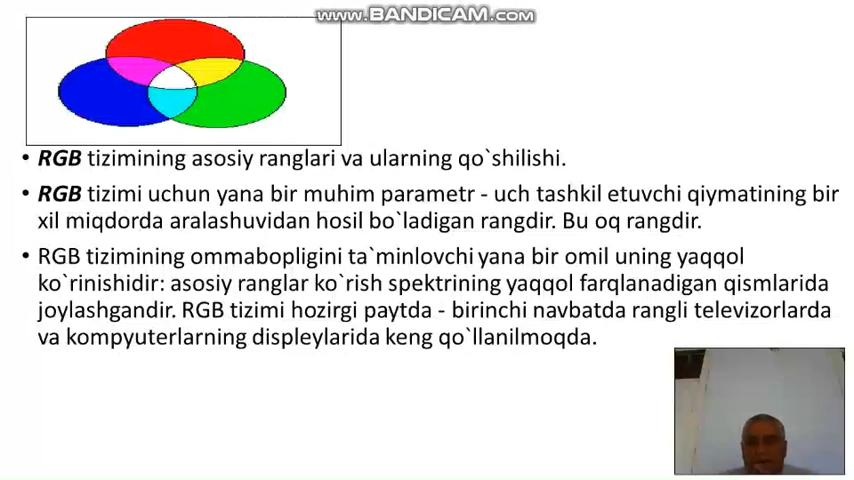 www.BANDICAM.com
• RGB tizimining asosiy ranglari va ularning qo`shilishi.
• RGB tizimi uchun yana bir muhim parametr - uch tashkil etuvchi qiymatining bir
xil miqdorda aralashuvidan hosil bo`ladigan rangdir. Bu oq rangdir.
• RGB tizimining ommabopligini ta`minlovchi yana bir omil uning yaqqol
ko`rinishidir: asosiy ranglar ko`rish spektrining yaqqol farqlanadigan qismlarida
joylashgandir. RGB tizimi hozirgi paytda - birinchi navbatda rangli televizorlarda
va kompyuterlarning displeylarida keng qo`llanilmoqda.